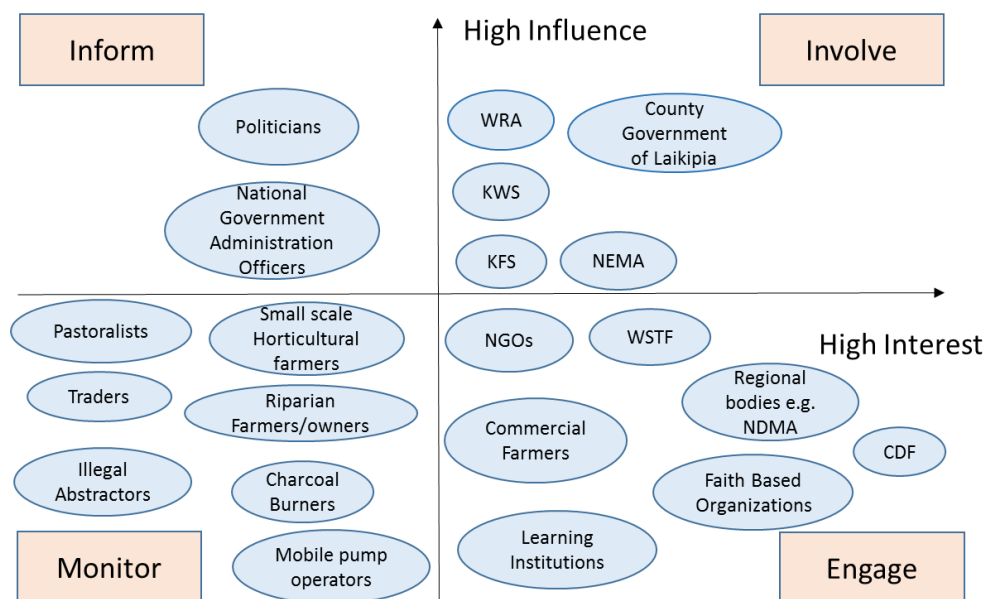 High Influence
Inform
Involve
Politicians
WRA
County
Government
of Laikipia
National
Government
Administration
Officers
KWS
KFS
NEMA
Pastoralists
Small scale
Horticultural
farmers
NGOs
WSTF
High Interest
Traders
Riparian
Farmers/owners
Regional
bodies e.g.
NDMA
Commercial
Farmers
CDF
Illegal
Abstractors
Charcoal
Burners
Faith Based
Organizations
Learning
Institutions
Mobile pump
operators
Monitor
Engage